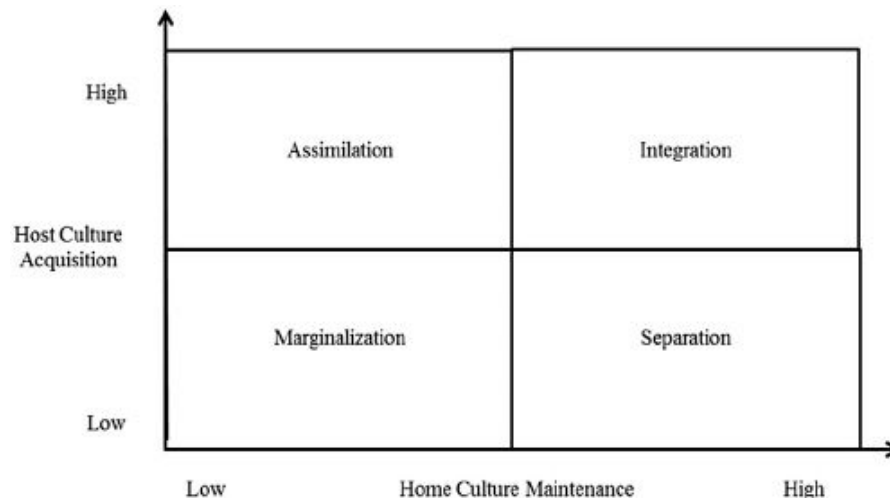 High
Assimilation
Integration
Host Culture
Acquisition
Marginalization
Separation
Low
Low
Home Culture Maintenance
High